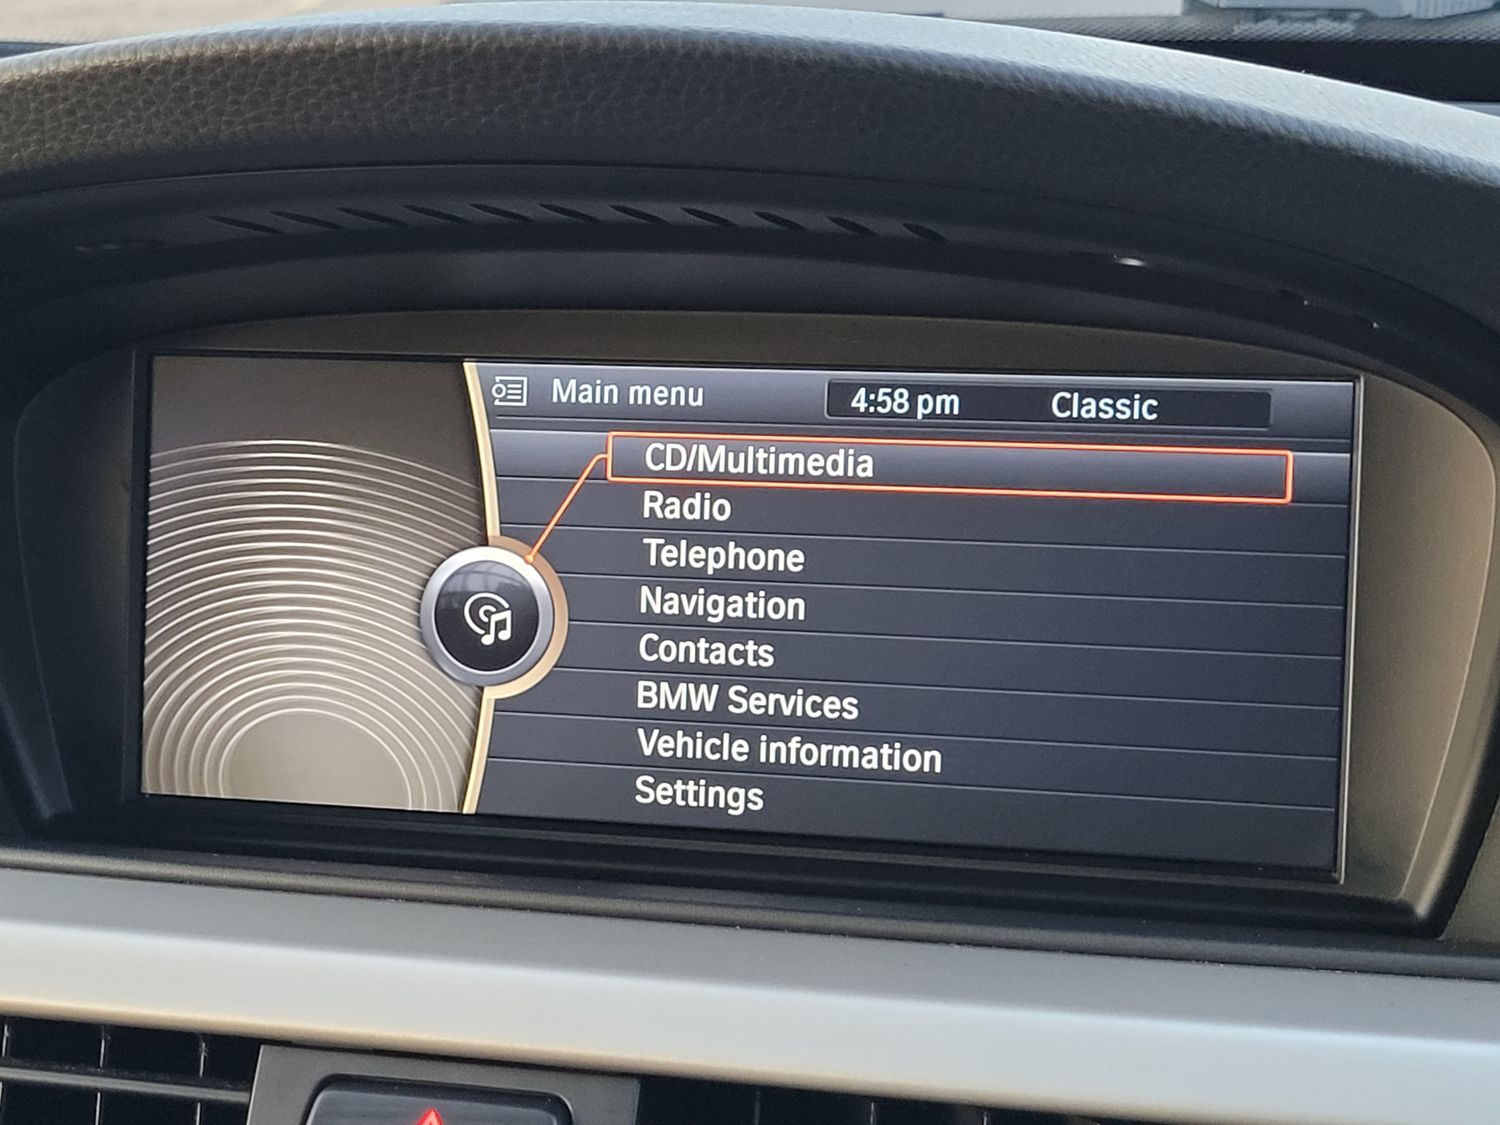 Main menu 4:58 pm Classic
CD/Multimedia
Radio
Telephone
Navigation
Contacts
BMW Services
Vehicle information
Settings